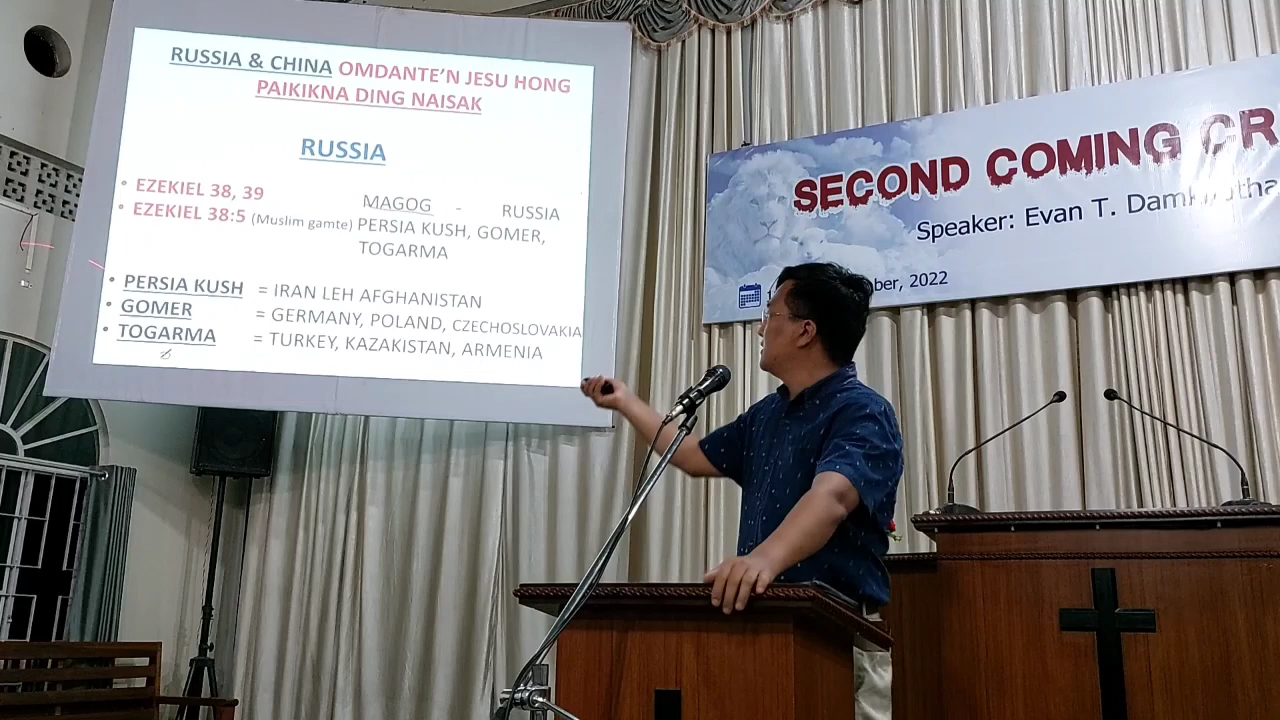 RUSSIA & CHINA OMDANTE'N JESU HONG
PAIKIKNA DING NAISAK
RUSSIA
• EZEKIEL 38, 39 MAGOG - RUSSIA
• EZEKIEL 38:5 (Muslim gamte) PERSIA KUSH, GOMER,
TOGARMA
• PERSIA KUSH = IRAN LEH AFGHANISTAN
• GOMER = GERMANY, POLAND, CZECHOSLOVAKIA
• TOGARMA = TURKEY, KAZAKISTAN, ARMENIA
SECOND COMING CR
Speaker: Evan T.
2022